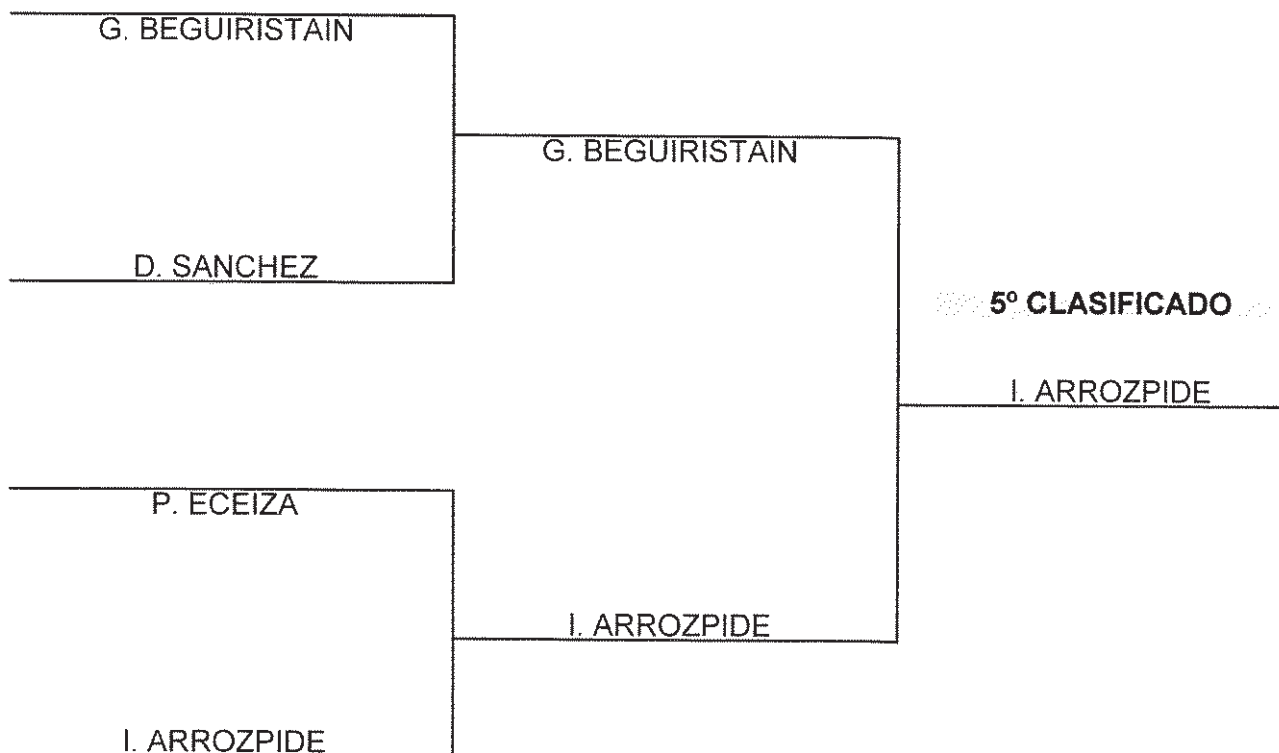 G. BEGUIRISTAIN
G. BEGUIRISTAIN
D. SANCHEZ
5º CLASIFICADO
I. ARROZPIDE
P. ECEIZA
I. ARROZPIDE
I. ARROZPIDE